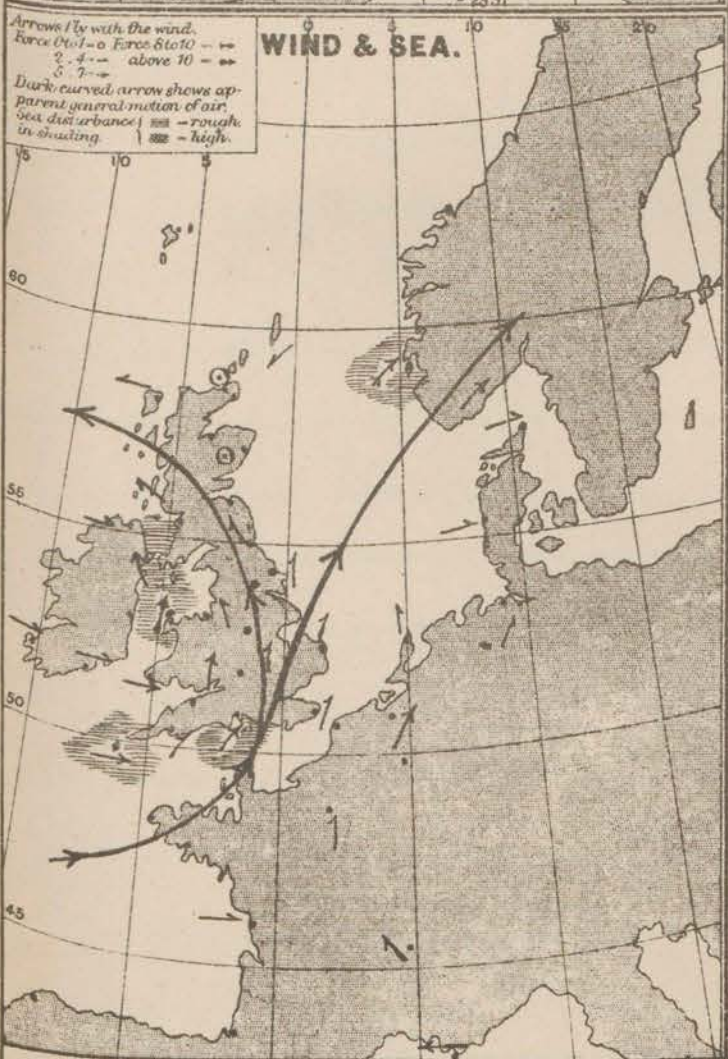 WIND & SEA.
Arrows fly with the wind.
Force 0 to 1 - o Force 8 to 10 -
2 . 4 - above 10 -
5 . 7 -
Dark curved arrow shows ap-
parent general motion of air.
Sea disturbance - rough.
in shading - high.
0 5 10 15 20
15 10 5
60
55
50
45